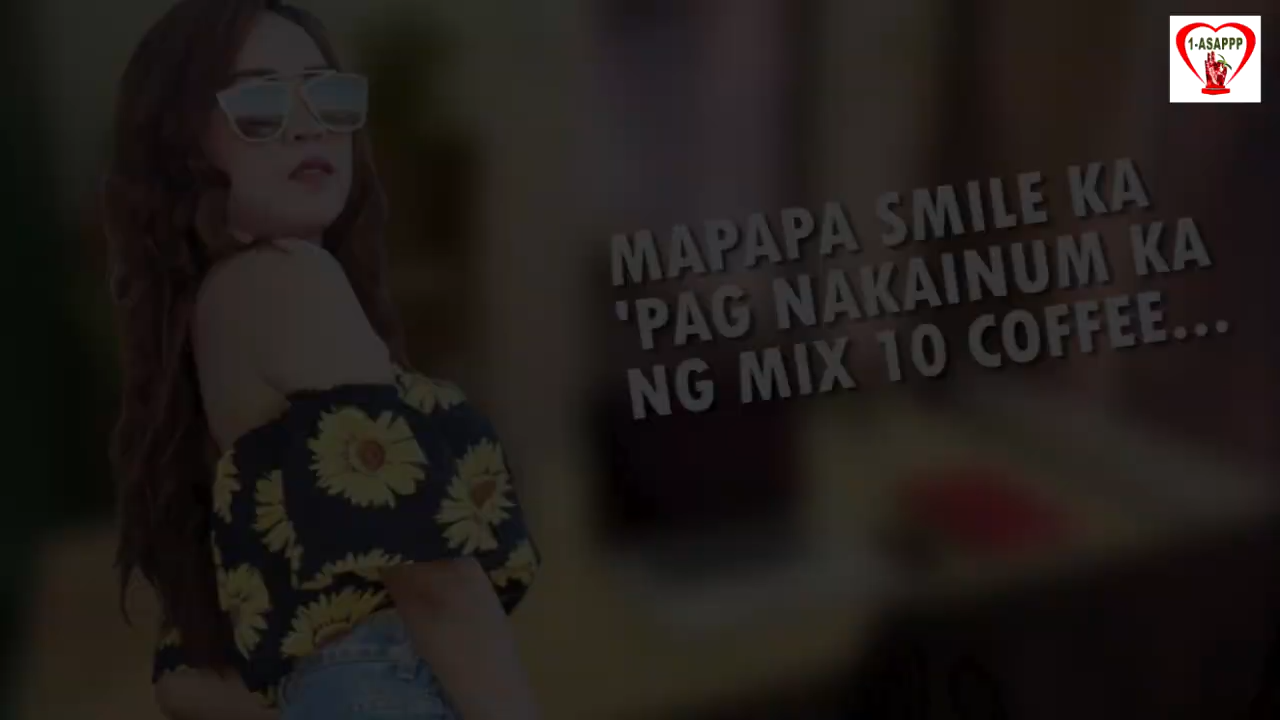 1-ASAPPP
MAPAPA SMILE KA
'PAG NAKAINUM KA
NG MIX 10 COFFEE...